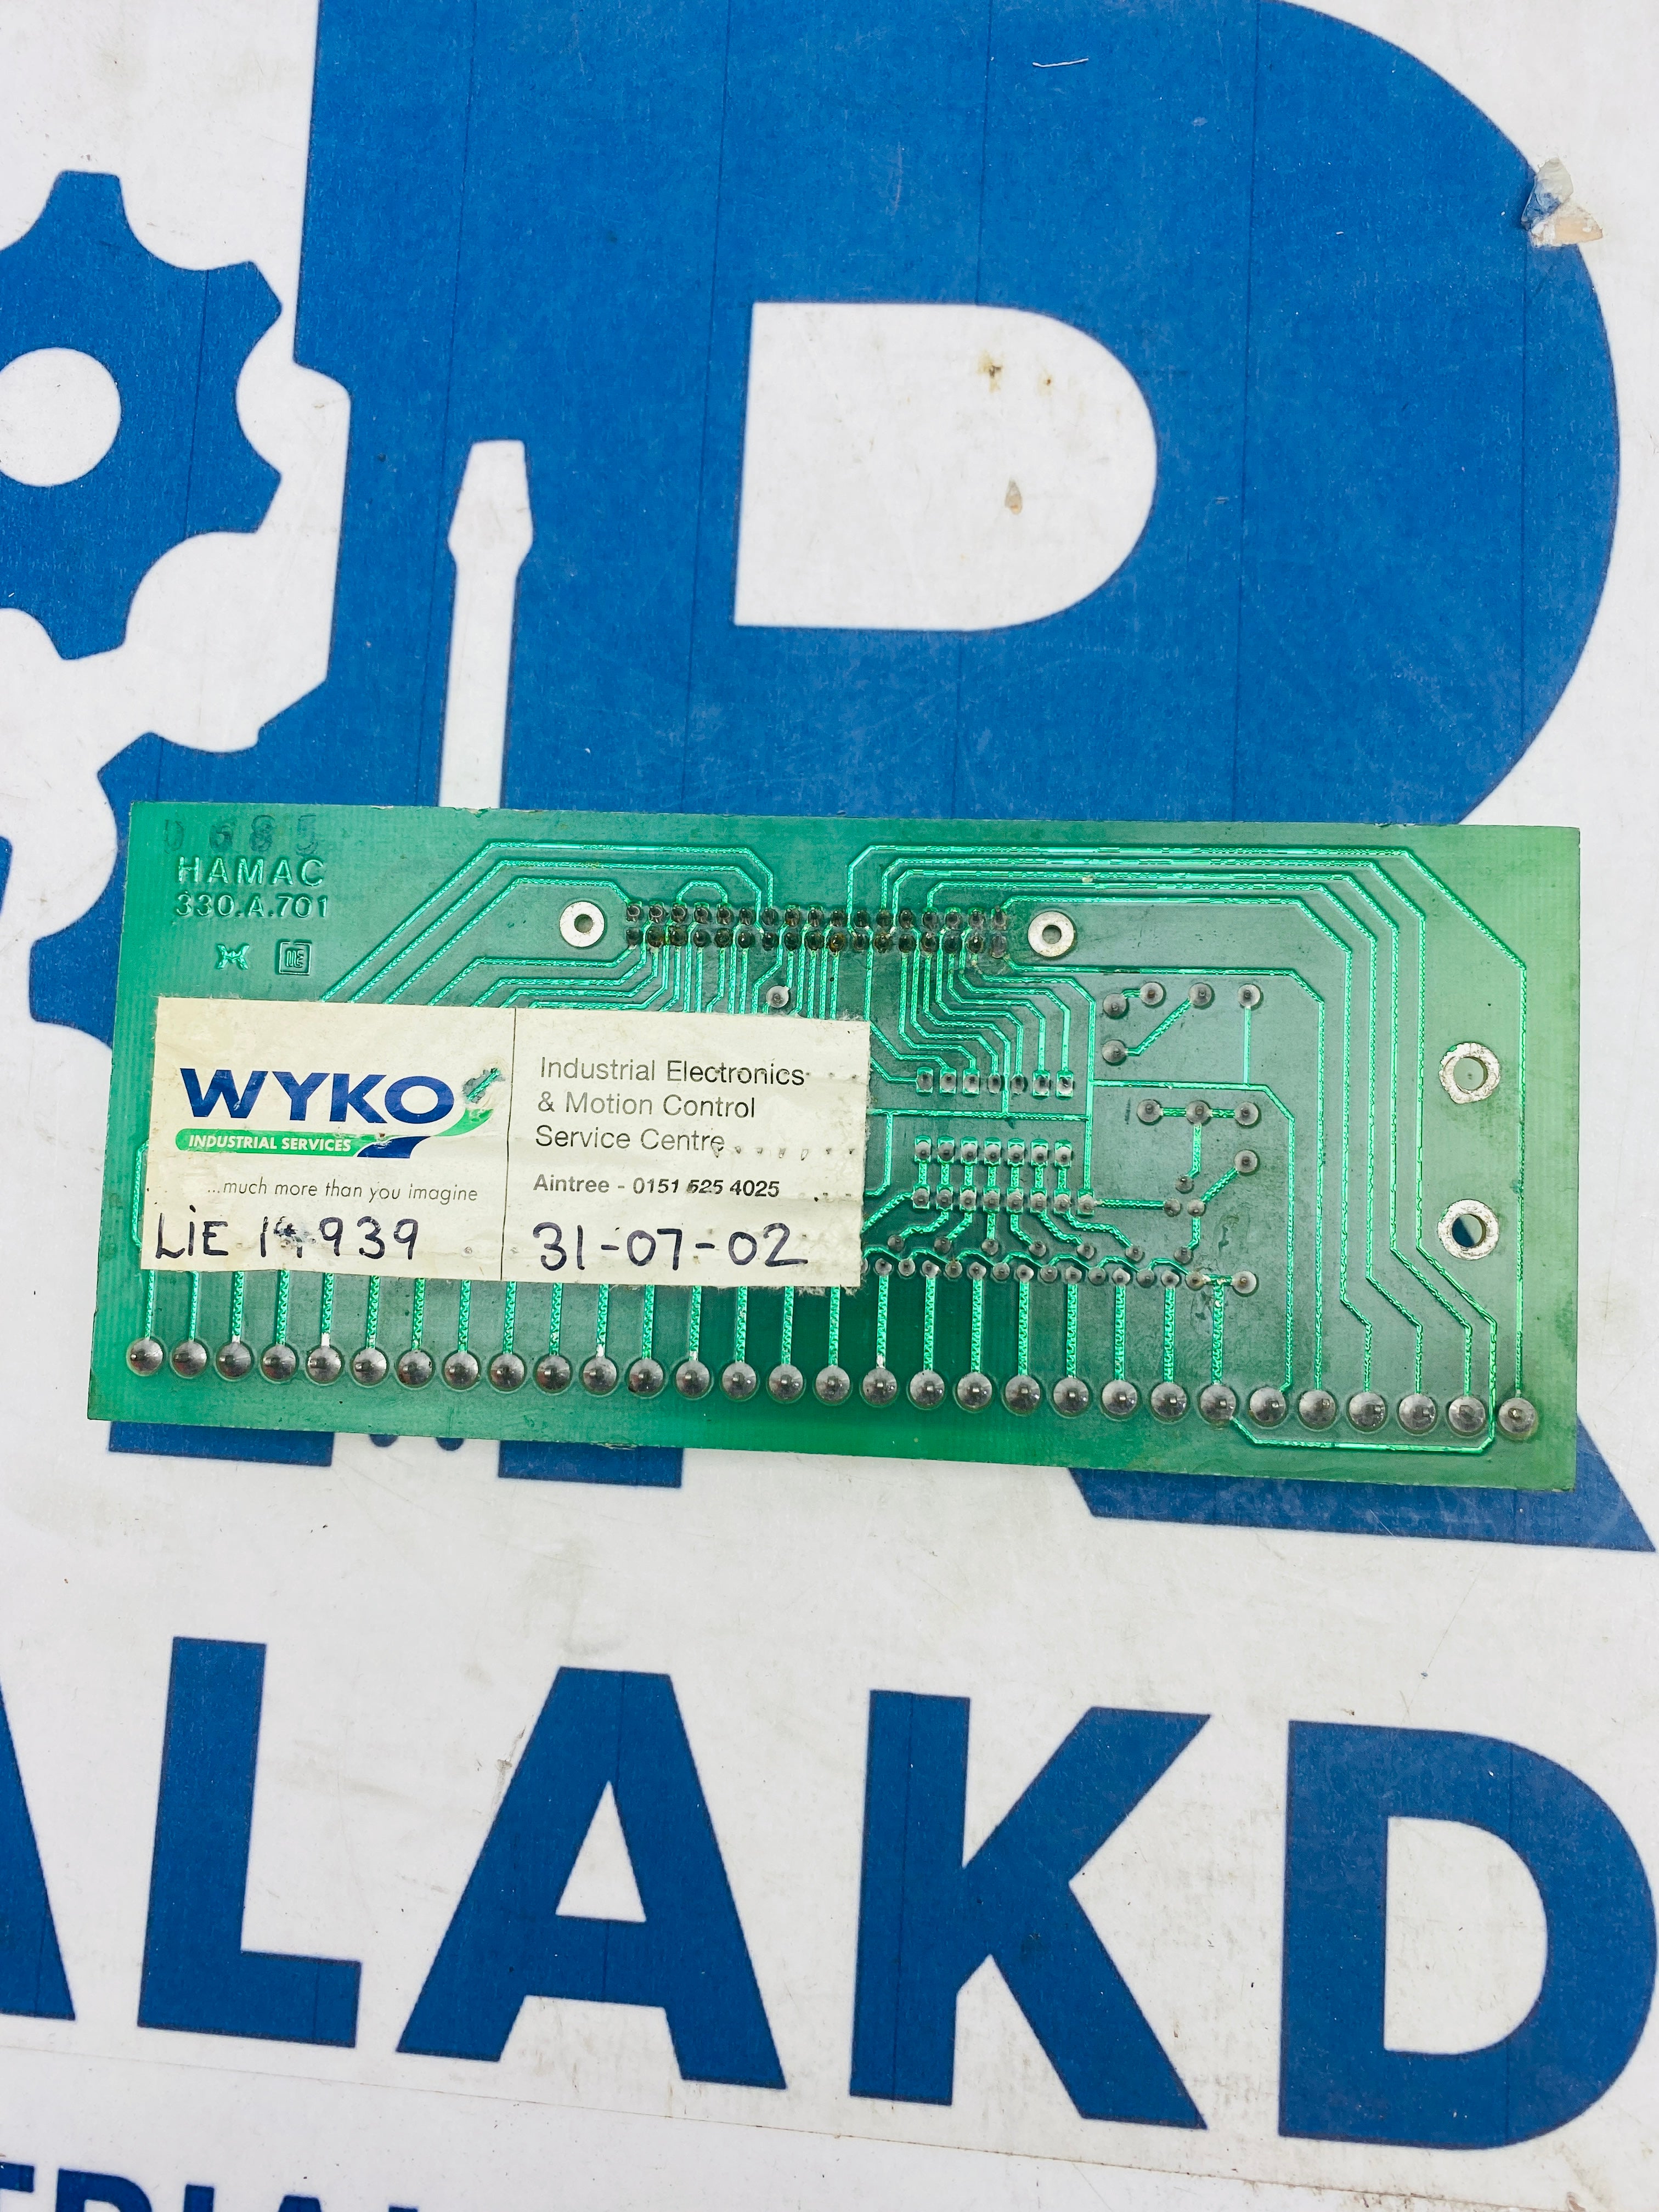 0685
HAMAC
330.A.701
WYKO
INDUSTRIAL SERVICES
...much more than you imagine
LiE 14939
Industrial Electronics
& Motion Control
Service Centre
Aintree - 0151 525 4025
31-07-02
ALAKD